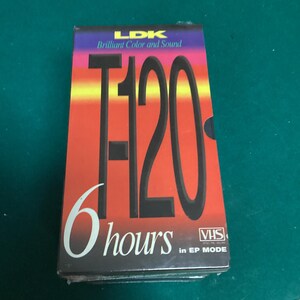 LDK
Brilliant Color and Sound
T-120
6 hours
VHS
in EP MODE